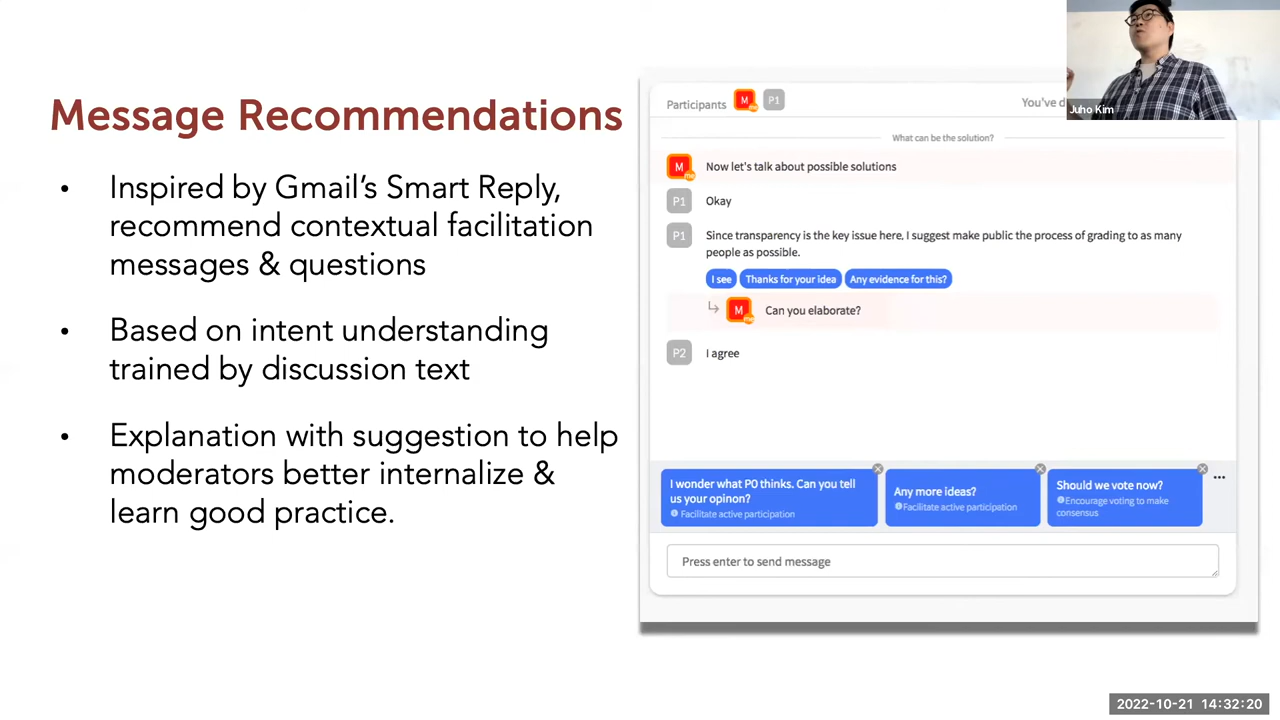 Message Recommendations
• Inspired by Gmail’s Smart Reply,
recommend contextual facilitation
messages & questions
• Based on intent understanding
trained by discussion text
• Explanation with suggestion to help
moderators better internalize &
learn good practice.
Juho Kim
Participants M me P1 You've d
What can be the solution?
M me Now let's talk about possible solutions
P1 Okay
P1 Since transparency is the key issue here. I suggest make public the process of grading to as many
people as possible.
I see Thanks for your idea Any evidence for this?
M me Can you elaborate?
P2 I agree
I wonder what P0 thinks. Can you tell
us your opinon?
Facilitate active participation
Any more ideas?
Facilitate active participation
Should we vote now?
Encourage voting to make
consensus
Press enter to send message
2022-10-21 14:32:20